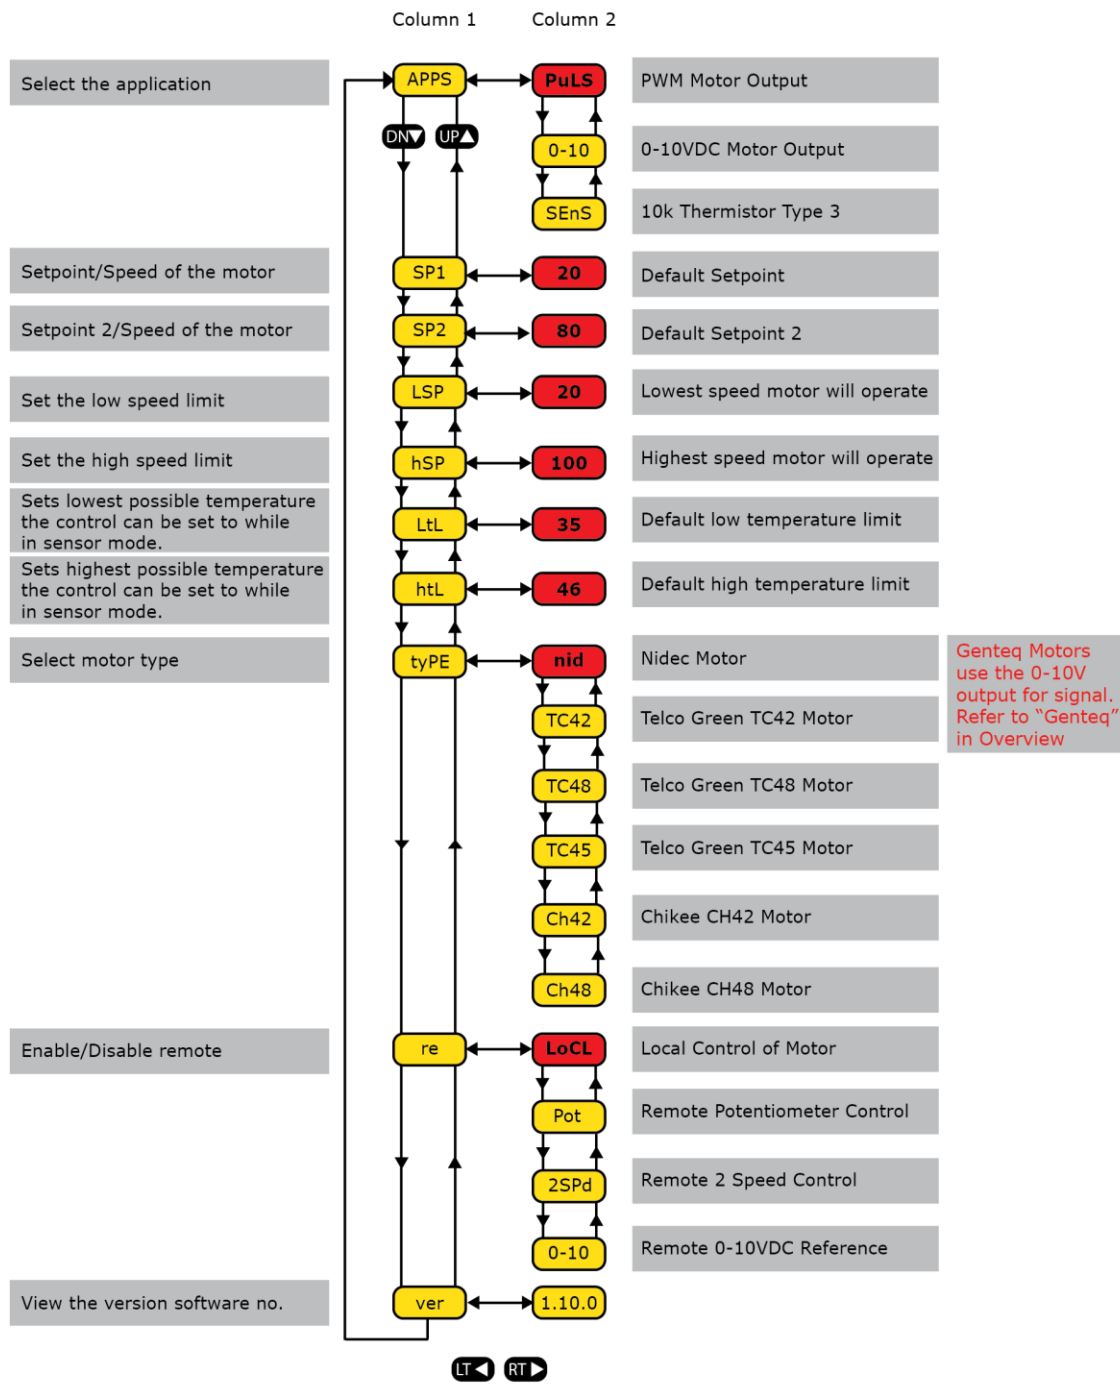 Column 1 Column 2
Select the application APPS PuLS PWM Motor Output
DN▼ UP▲ 0-10 0-10VDC Motor Output
SEnS 10k Thermistor Type 3
Setpoint/Speed of the motor SP1 20 Default Setpoint
Setpoint 2/Speed of the motor SP2 80 Default Setpoint 2
Set the low speed limit LSP 20 Lowest speed motor will operate
Set the high speed limit hSP 100 Highest speed motor will operate
Sets lowest possible temperature
the control can be set to while
in sensor mode.
LtL 35 Default low temperature limit
Sets highest possible temperature
the control can be set to while
in sensor mode.
htL 46 Default high temperature limit
Select motor type tyPE nid Nidec Motor
Genteq Motors
use the 0-10V
output for signal.
Refer to “Genteq”
in Overview
TC42 Telco Green TC42 Motor
TC48 Telco Green TC48 Motor
TC45 Telco Green TC45 Motor
Ch42 Chikee CH42 Motor
Ch48 Chikee CH48 Motor
Enable/Disable remote re LoCL Local Control of Motor
Pot Remote Potentiometer Control
2SPd Remote 2 Speed Control
0-10 Remote 0-10VDC Reference
View the version software no. ver 1.10.0
LT◀ RT▶